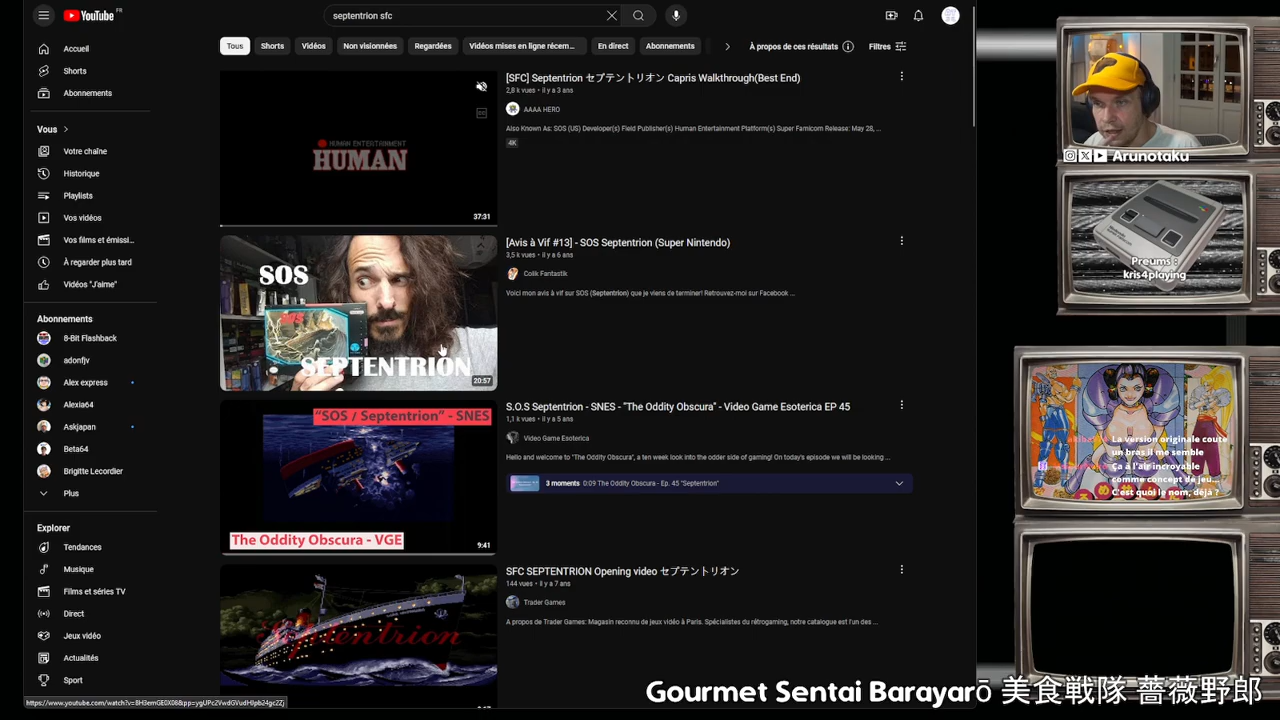 YouTube FR
septentrion sfc
Accueil
Shorts
Abonnements
Vous
Votre chaîne
Historique
Playlists
Vos vidéos
Vos films et émissi...
À regarder plus tard
Vidéos "J'aime"
Abonnements
8-Bit Flashback
adonfjv
Alex express
Alexia64
Askjapan
Beta64
Brigitte Lecordier
Plus
Explorer
Tendances
Musique
Films et séries TV
Direct
Jeux vidéo
Actualités
Sport
Tous
Shorts
Vidéos
Non visionnées
Regardées
Vidéos mises en ligne récem...
En direct
Abonnements
À propos de ces résultats
Filtres
HUMAN ENTERTAINMENT
HUMAN
37:31
[SFC] Septentrion セプテントリオン Capris Walkthrough(Best End)
2,8 k vues • il y a 3 ans
AAAA HERO
Also Known As: SOS (US) Developer(s) Field Publisher(s) Human Entertainment Platform(s) Super Famicom Release: May 28, ...
4K
SOS
SEPTENTRION
20:57
[Avis à Vif #13] - SOS Septentrion (Super Nintendo)
3,5 k vues • il y a 6 ans
Colik Fantastik
Voici mon avis à vif sur SOS (Septentrion) que je viens de terminer! Retrouvez-moi sur Facebook ...
"SOS / Septentrion" - SNES
The Oddity Obscura - VGE
9:41
S.O.S Septentrion - SNES - "The Oddity Obscura" - Video Game Esoterica EP 45
1,1 k vues • il y a 5 ans
Video Game Esoterica
Hello and welcome to "The Oddity Obscura", a ten week look into the odder side of gaming! On today's episode we will be looking ...
3 moments 0:09 The Oddity Obscura - Ep. 45 "Septentrion"
Septentrion
SFC SEPTENTRION Opening video セプテントリオン
144 vues • il y a 7 ans
Trader Games
A propos de Trader Games: Magasin reconnu de jeux vidéo à Paris. Spécialistes du rétrogaming, notre catalogue est l'un des ...
Arunotaku
Preums :
kris4playing
La version originale coute
un bras il me semble
Ça à l'air incroyable
comme concept de jeu...
C'est quoi le nom, déjà ?
Gourmet Sentai Barayarō 美食戦隊 薔薇野郎